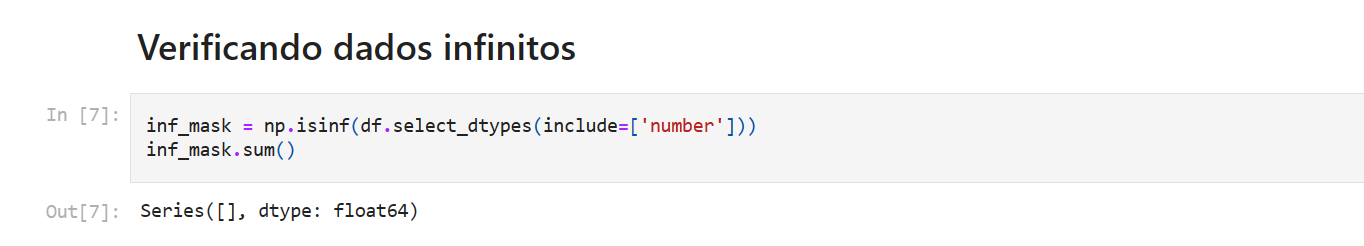 Verificando dados infinitos
In [7]:
inf_mask = np.isinf(df.select_dtypes(include=['number']))
inf_mask.sum()
Out[7]: Series([], dtype: float64)